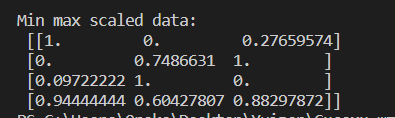 Min max scaled data:
[[1.         0.         0.27659574]
[0.         0.7486631  1.        ]
[0.09722222 1.         0.        ]
[0.94444444 0.60427807 0.88297872]]